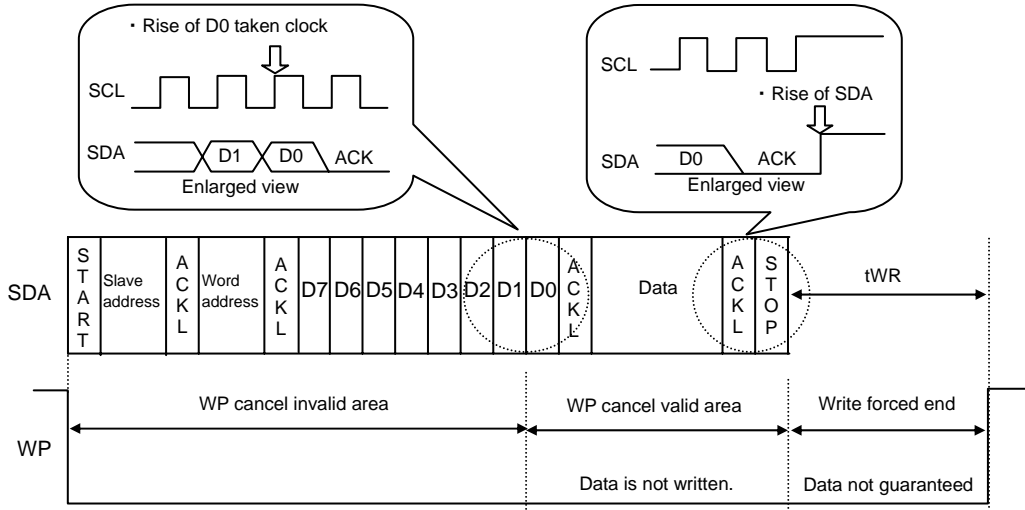 ・Rise of D0 taken clock
SCL
SDA
D1
D0
ACK
Enlarged view
SCL
・Rise of SDA
SDA
D0
ACK
Enlarged view
SDA
START
Slave
address
ACKL
Word
address
ACKL
D7
D6
D5
D4
D3
D2
D1
D0
ACKL
Data
ACKL
STOP
tWR
WP
WP cancel invalid area
WP cancel valid area
Write forced end
Data is not written.
Data not guaranteed